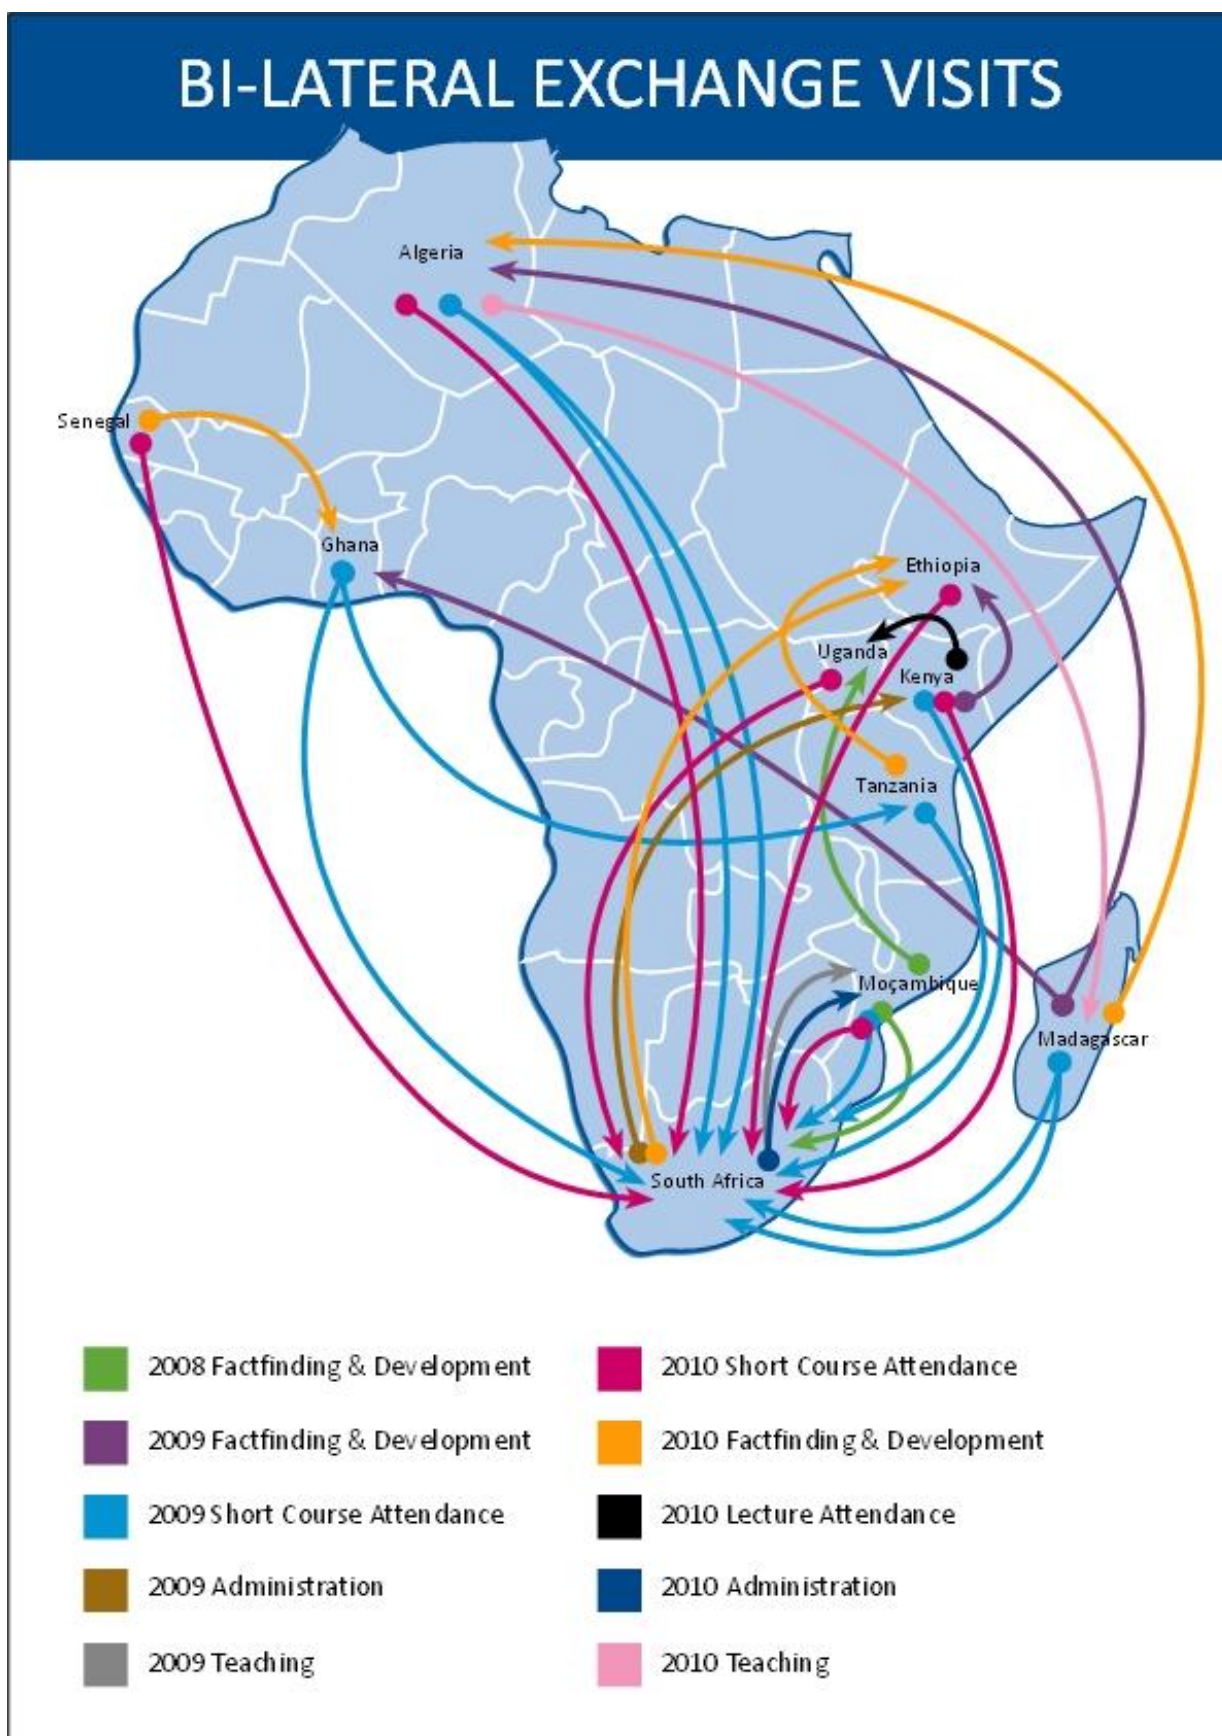 BI-LATERAL EXCHANGE VISITS
Algeria
Senegal
Ghana
Ethiopia
Uganda
Kenya
Tanzania
Moçambique
Madagascar
South Africa
2008 Factfinding & Development
2009 Factfinding & Development
2009 Short Course Attendance
2009 Administration
2009 Teaching
2010 Short Course Attendance
2010 Factfinding & Development
2010 Lecture Attendance
2010 Administration
2010 Teaching